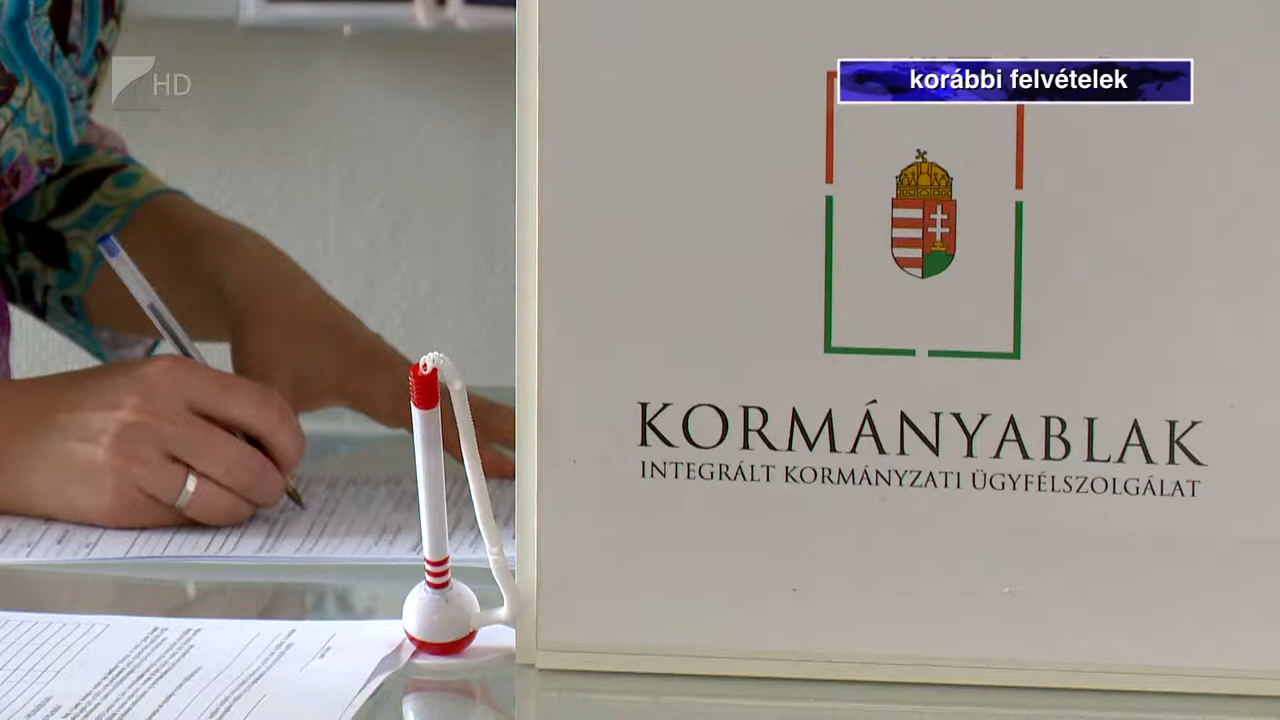 HD
korábbi felvételek
KORMÁNYABLAK
INTEGRÁLT KORMÁNYZATI ÜGYFÉLSZOLGÁLAT